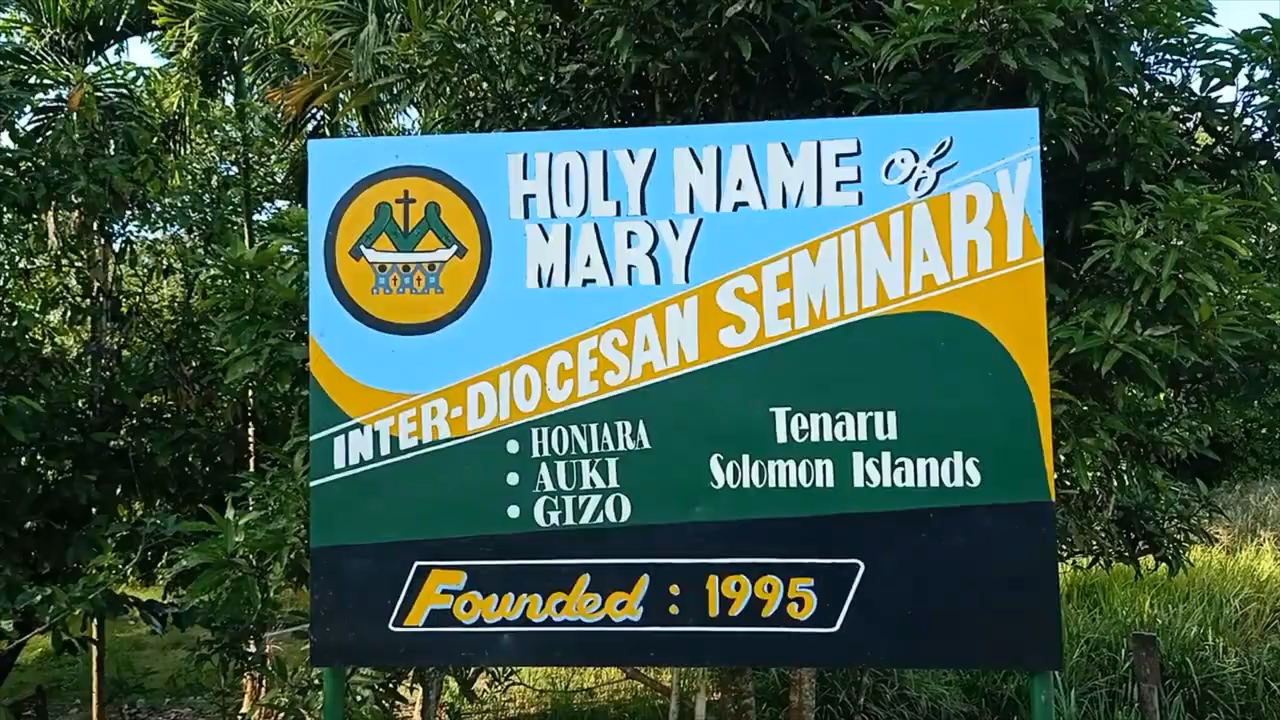 HOLY NAME of
MARY
INTER-DIOCESAN SEMINARY
• HONIARA
• AUKI
• GIZO
Tenaru
Solomon Islands
Founded : 1995